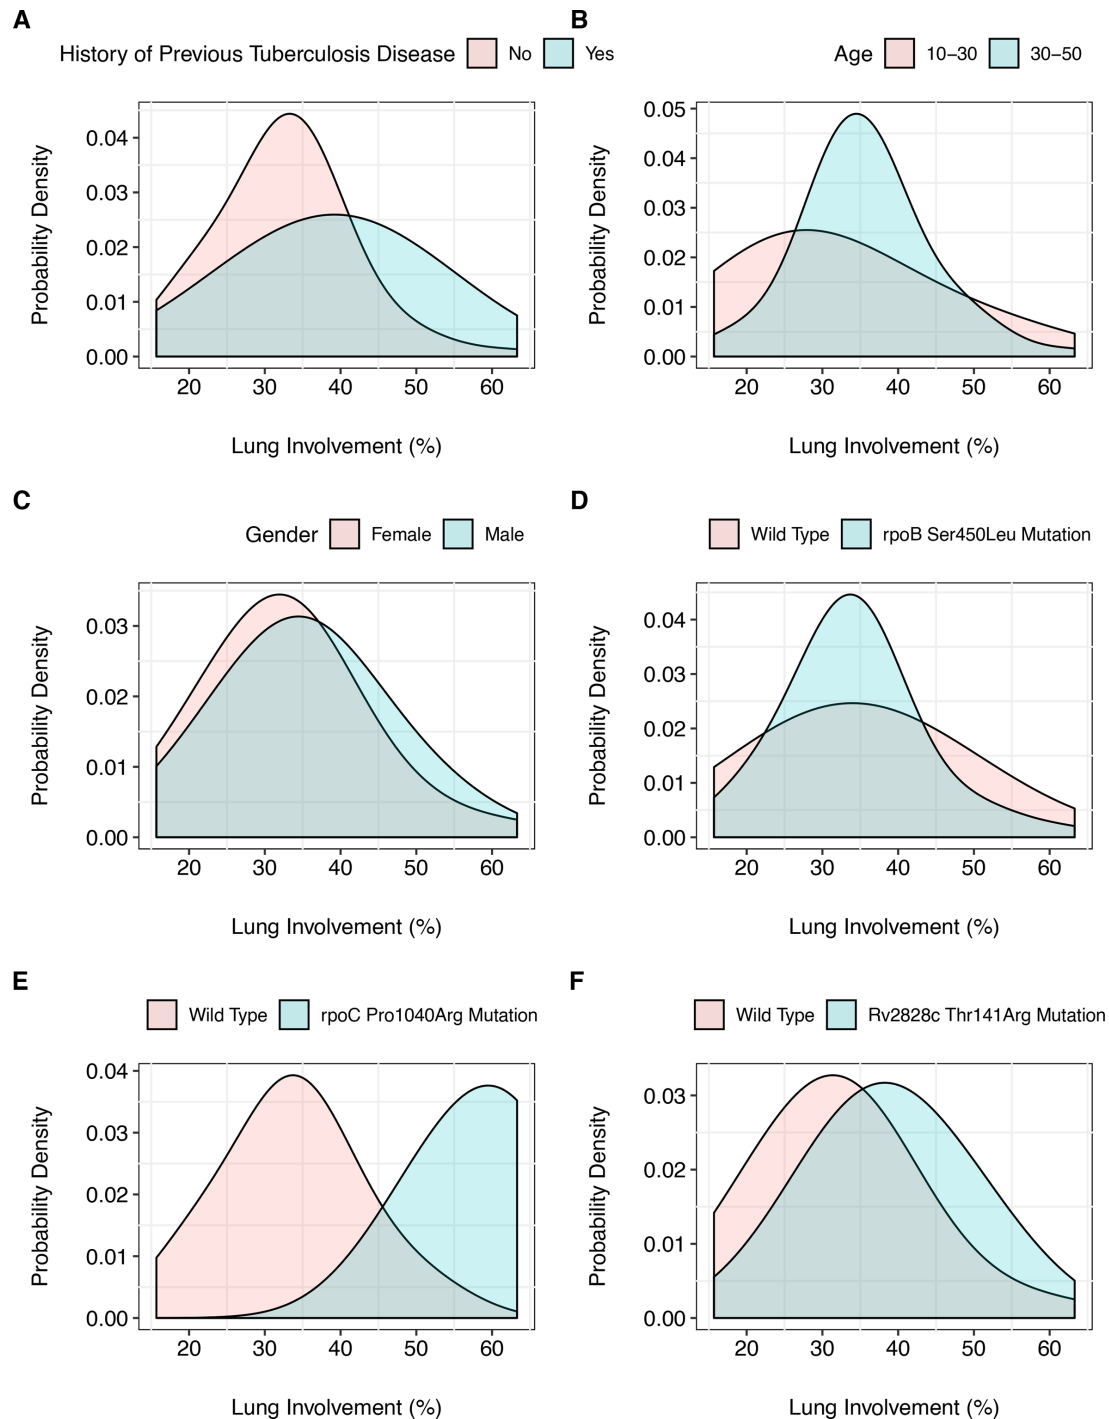 A
B
History of Previous Tuberculosis Disease No Yes
Age 10−30 30−50
Probability Density
0.04
0.03
0.02
0.01
0.00
20 30 40 50 60
Lung Involvement (%)
Probability Density
0.05
0.04
0.03
0.02
0.01
0.00
20 30 40 50 60
Lung Involvement (%)
C
D
Gender Female Male
Wild Type rpoB Ser450Leu Mutation
Probability Density
0.03
0.02
0.01
0.00
20 30 40 50 60
Lung Involvement (%)
Probability Density
0.04
0.03
0.02
0.01
0.00
20 30 40 50 60
Lung Involvement (%)
E
F
Wild Type rpoC Pro1040Arg Mutation
Wild Type Rv2828c Thr141Arg Mutation
Probability Density
0.04
0.03
0.02
0.01
0.00
20 30 40 50 60
Lung Involvement (%)
Probability Density
0.03
0.02
0.01
0.00
20 30 40 50 60
Lung Involvement (%)